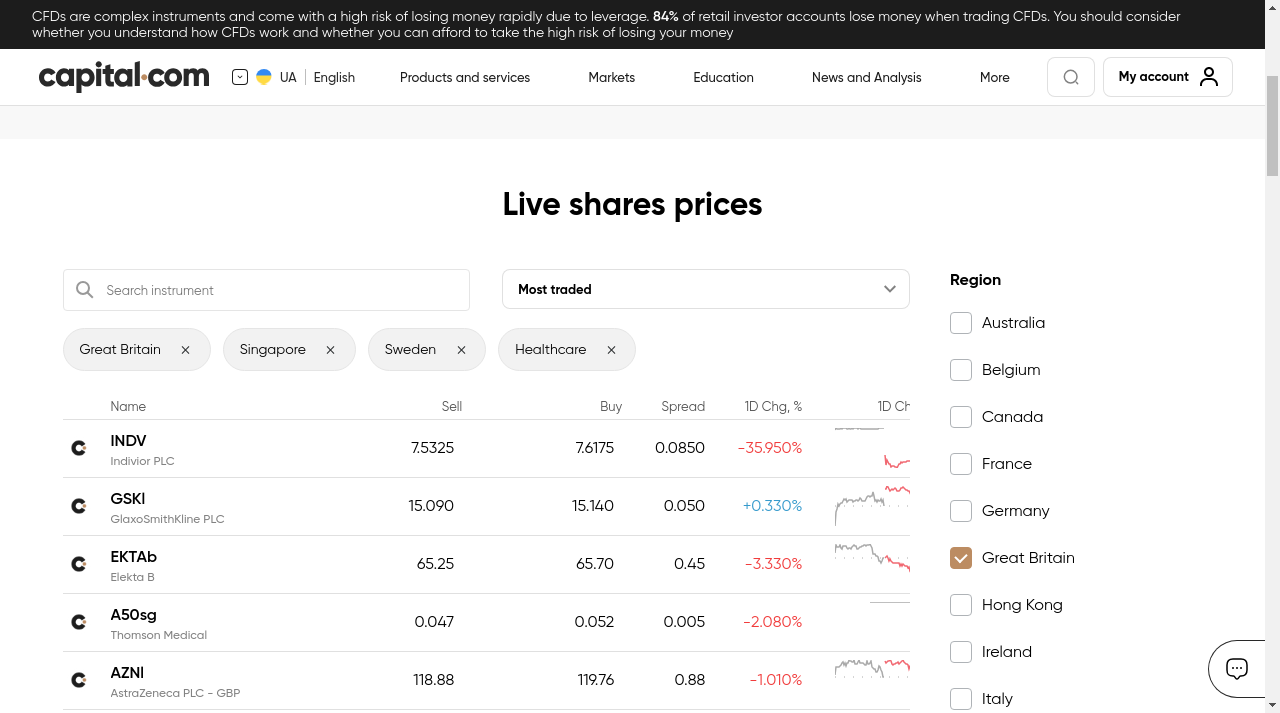 CFDs are complex instruments and come with a high risk of losing money rapidly due to leverage. 84% of retail investor accounts lose money when trading CFDs. You should consider
whether you understand how CFDs work and whether you can afford to take the high risk of losing your money
capital.com
UA
English
Products and services
Markets
Education
News and Analysis
More
My account
Live shares prices
Search instrument
Most traded
Great Britain
Singapore
Sweden
Healthcare
Name Sell Buy Spread 1D Chg, % 1D Ch
INDV 7.5325 7.6175 0.0850 -35.950%
Indivior PLC
GSKl 15.090 15.140 0.050 +0.330%
GlaxoSmithKline PLC
EKTAb 65.25 65.70 0.45 -3.330%
Elekta B
A50sg 0.047 0.052 0.005 -2.080%
Thomson Medical
AZNl 118.88 119.76 0.88 -1.010%
AstraZeneca PLC - GBP
Region
Australia
Belgium
Canada
France
Germany
Great Britain
Hong Kong
Ireland
Italy